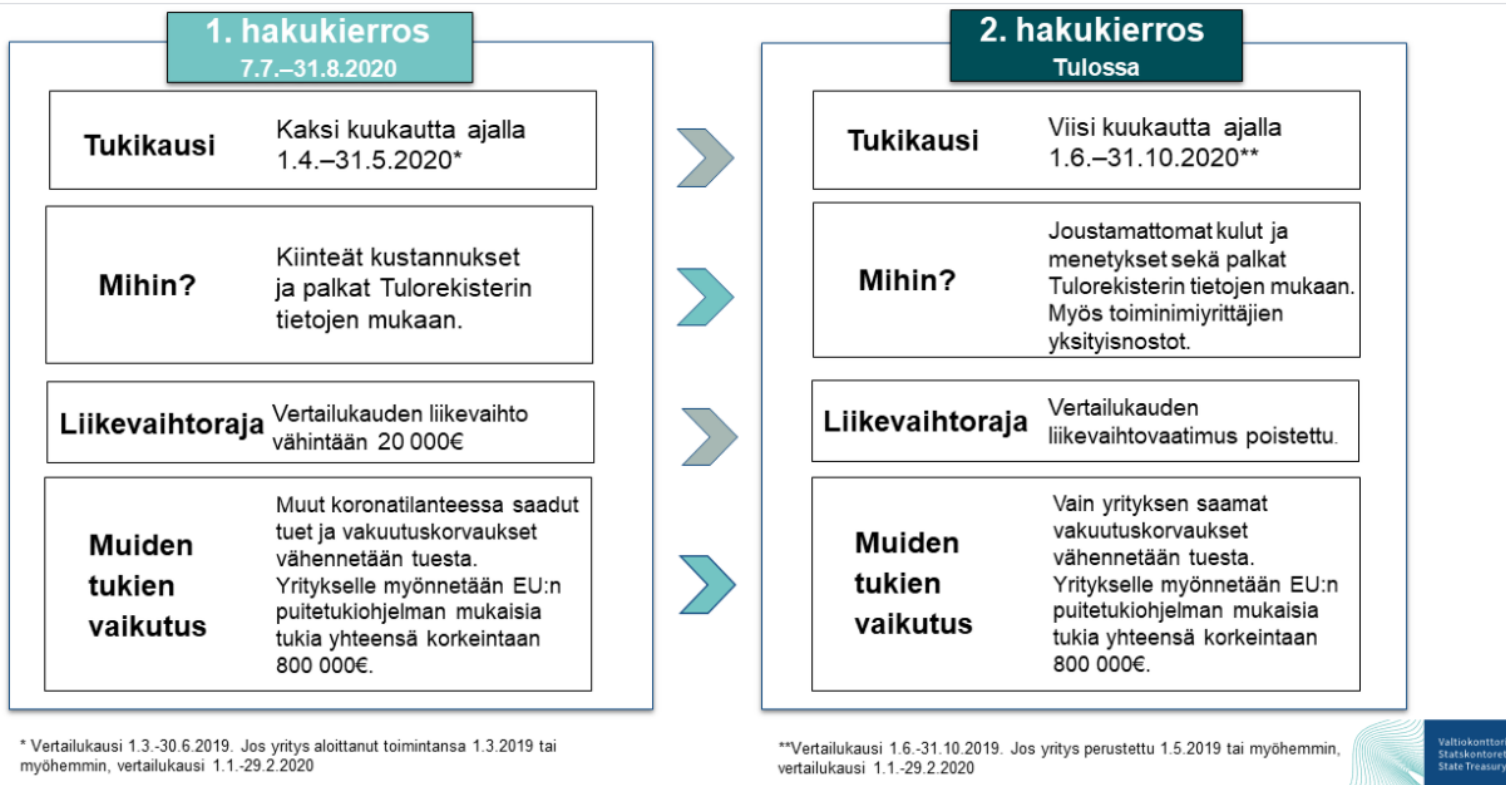 1. hakukierros
7.7.–31.8.2020
Tukikausi
Kaksi kuukautta ajalla
1.4.–31.5.2020*
Mihin?
Kiinteät kustannukset
ja palkat Tulorekisterin
tietojen mukaan.
Liikevaihtoraja
Vertailukauden liikevaihto
vähintään 20 000€
Muiden
tukien
vaikutus
Muut koronatilanteessa saadut
tuet ja vakuutuskorvaukset
vähennetään tuesta.
Yritykselle myönnetään EU:n
puitetukiohjelman mukaisia
tukia yhteensä korkeintaan
800 000€.
* Vertailukausi 1.3.-30.6.2019. Jos yritys aloittanut toimintansa 1.3.2019 tai
myöhemmin, vertailukausi 1.1.-29.2.2020
2. hakukierros
Tulossa
Tukikausi
Viisi kuukautta ajalla
1.6.–31.10.2020**
Mihin?
Joustamattomat kulut ja
menetykset sekä palkat
Tulorekisterin tietojen mukaan.
Myös toiminimiyrittäjien
yksityisnostot.
Liikevaihtoraja
Vertailukauden
liikevaihtovaatimus poistettu.
Muiden
tukien
vaikutus
Vain yrityksen saamat
vakuutuskorvaukset
vähennetään tuesta.
Yritykselle myönnetään EU:n
puitetukiohjelman mukaisia
tukia yhteensä korkeintaan
800 000€.
**Vertailukausi 1.6.-31.10.2019. Jos yritys perustettu 1.5.2019 tai myöhemmin,
vertailukausi 1.1.-29.2.2020
Valtiokonttori
Statskontoret
State Treasury